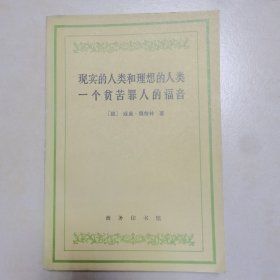 现实的人类和理想的人类
一个贫苦罪人的福音
〔德〕 威廉·魏特林 著
商务印书馆